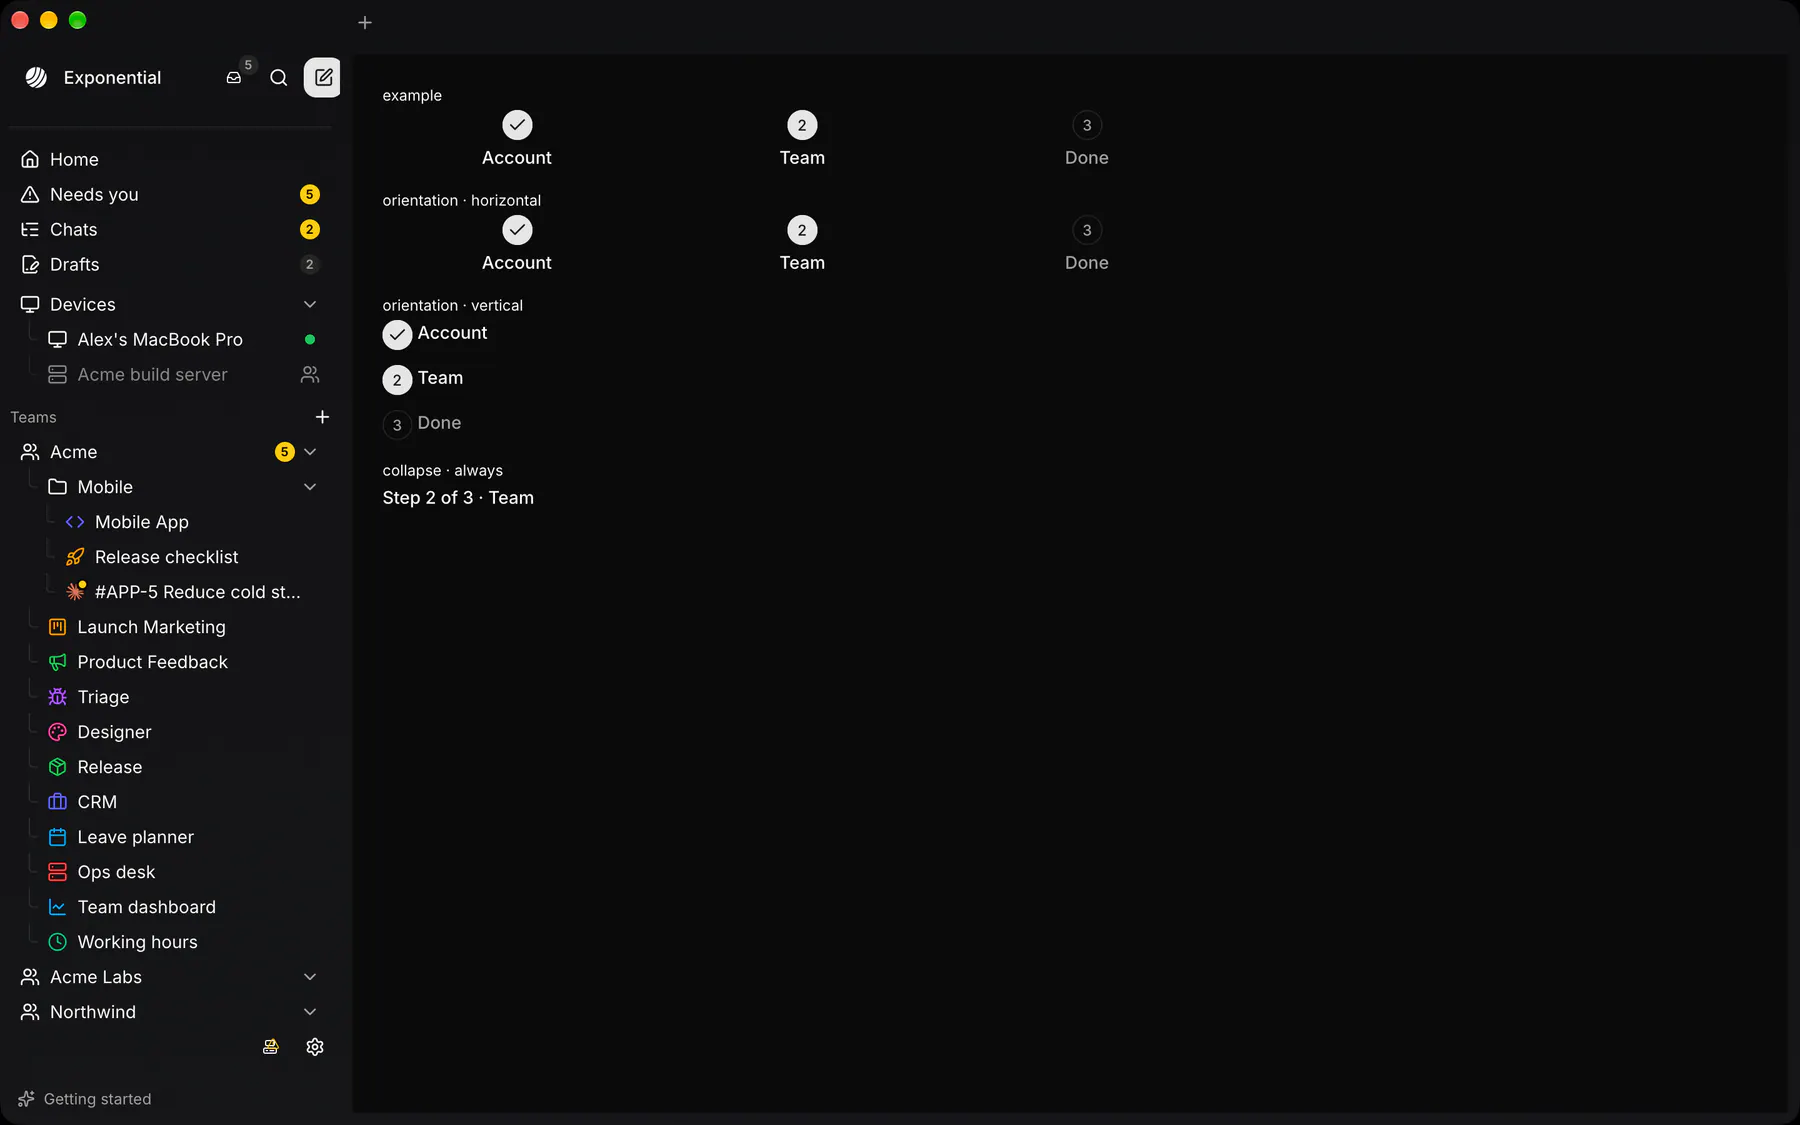 Exponential
5
Home
Needs you
5
Chats
2
Drafts
2
Devices
Alex's MacBook Pro
Acme build server
Teams
Acme
5
Mobile
Mobile App
Release checklist
#APP-5 Reduce cold st...
Launch Marketing
Product Feedback
Triage
Designer
Release
CRM
Leave planner
Ops desk
Team dashboard
Working hours
Acme Labs
Northwind
Getting started
example
2
3
Account
Team
Done
orientation · horizontal
2
3
Account
Team
Done
orientation · vertical
Account
2 Team
3 Done
collapse · always
Step 2 of 3 · Team